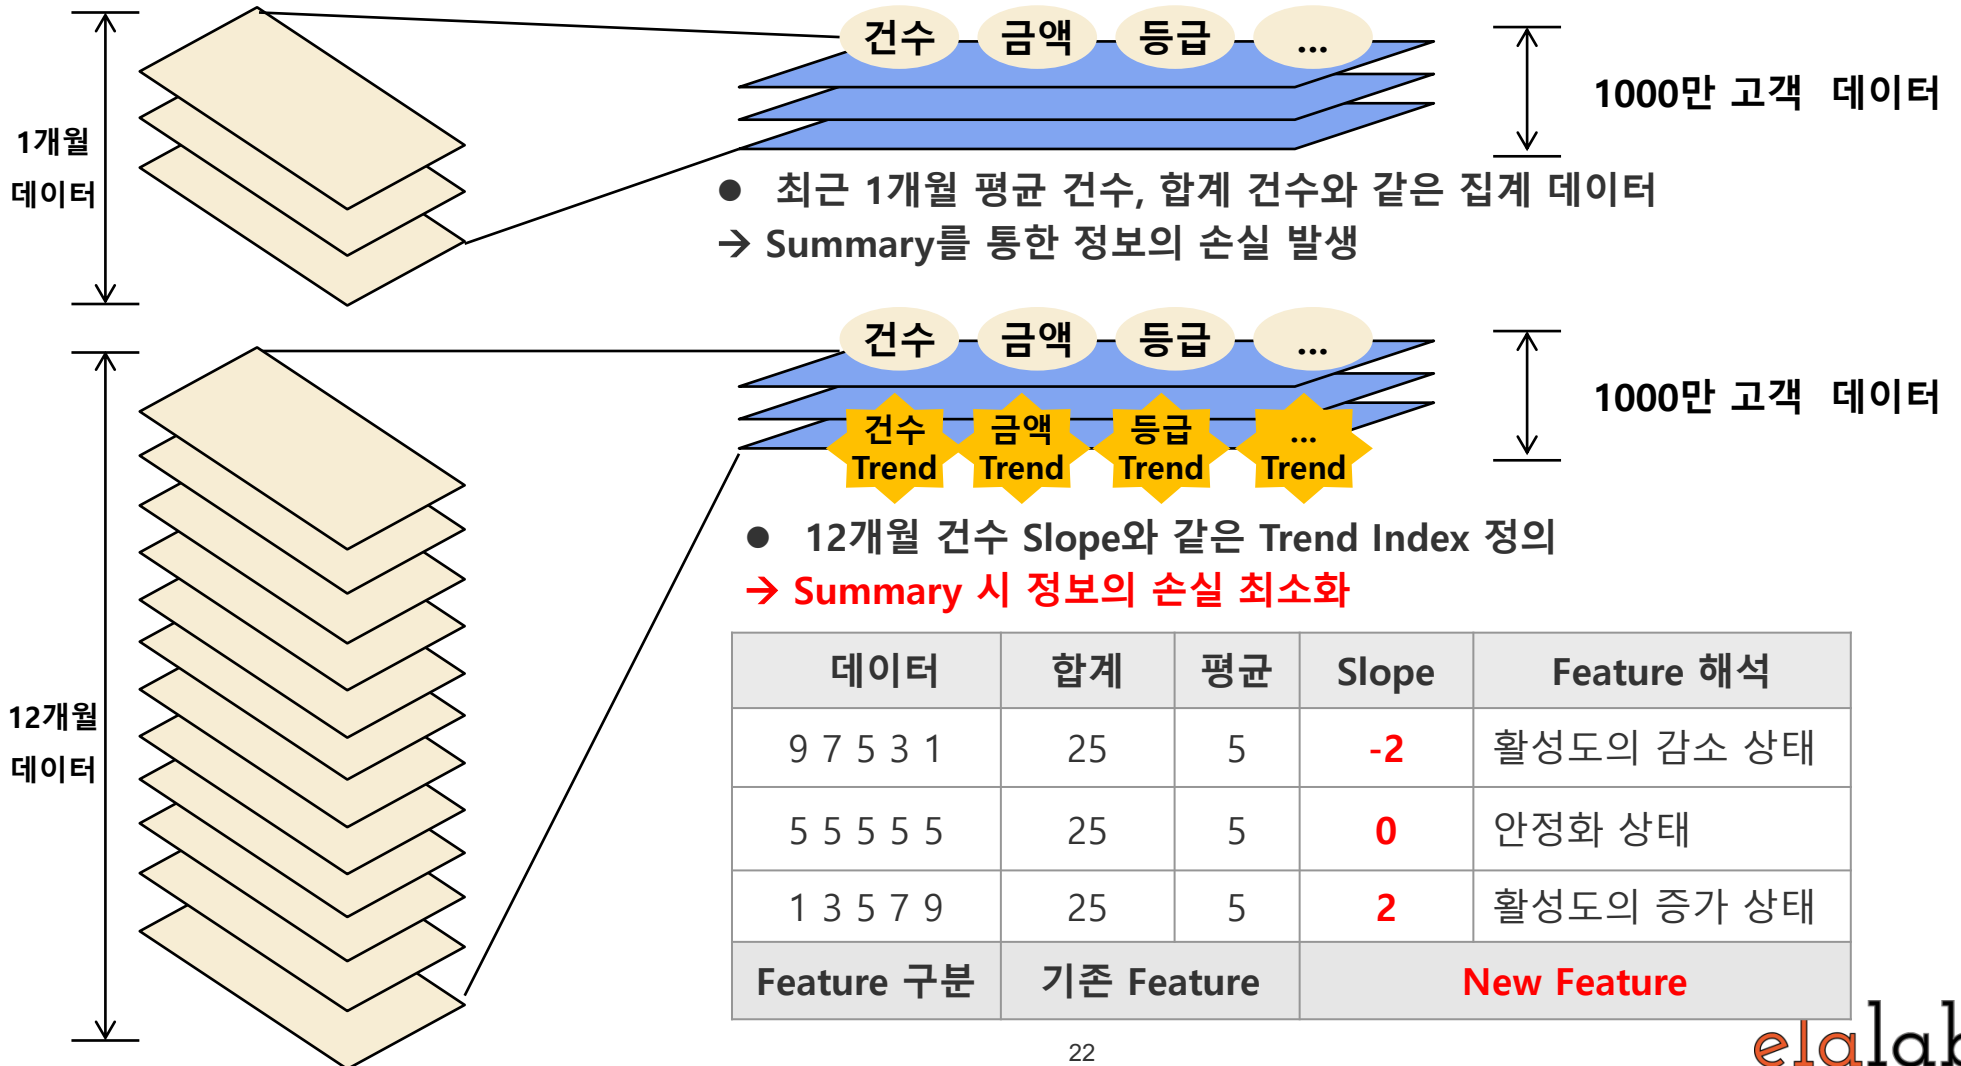 1개월
데이터
건수 금액 등급 ...
1000만 고객 데이터
● 최근 1개월 평균 건수, 합계 건수와 같은 집계 데이터
→ Summary를 통한 정보의 손실 발생
12개월
데이터
건수 금액 등급 ...
건수 금액 등급 ...
Trend Trend Trend Trend
1000만 고객 데이터
● 12개월 건수 Slope와 같은 Trend Index 정의
→ Summary 시 정보의 손실 최소화
데이터 합계 평균 Slope Feature 해석
9 7 5 3 1 25 5 -2 활성도의 감소 상태
5 5 5 5 5 25 5 0 안정화 상태
1 3 5 7 9 25 5 2 활성도의 증가 상태
Feature 구분 기존 Feature New Feature
22
elalab